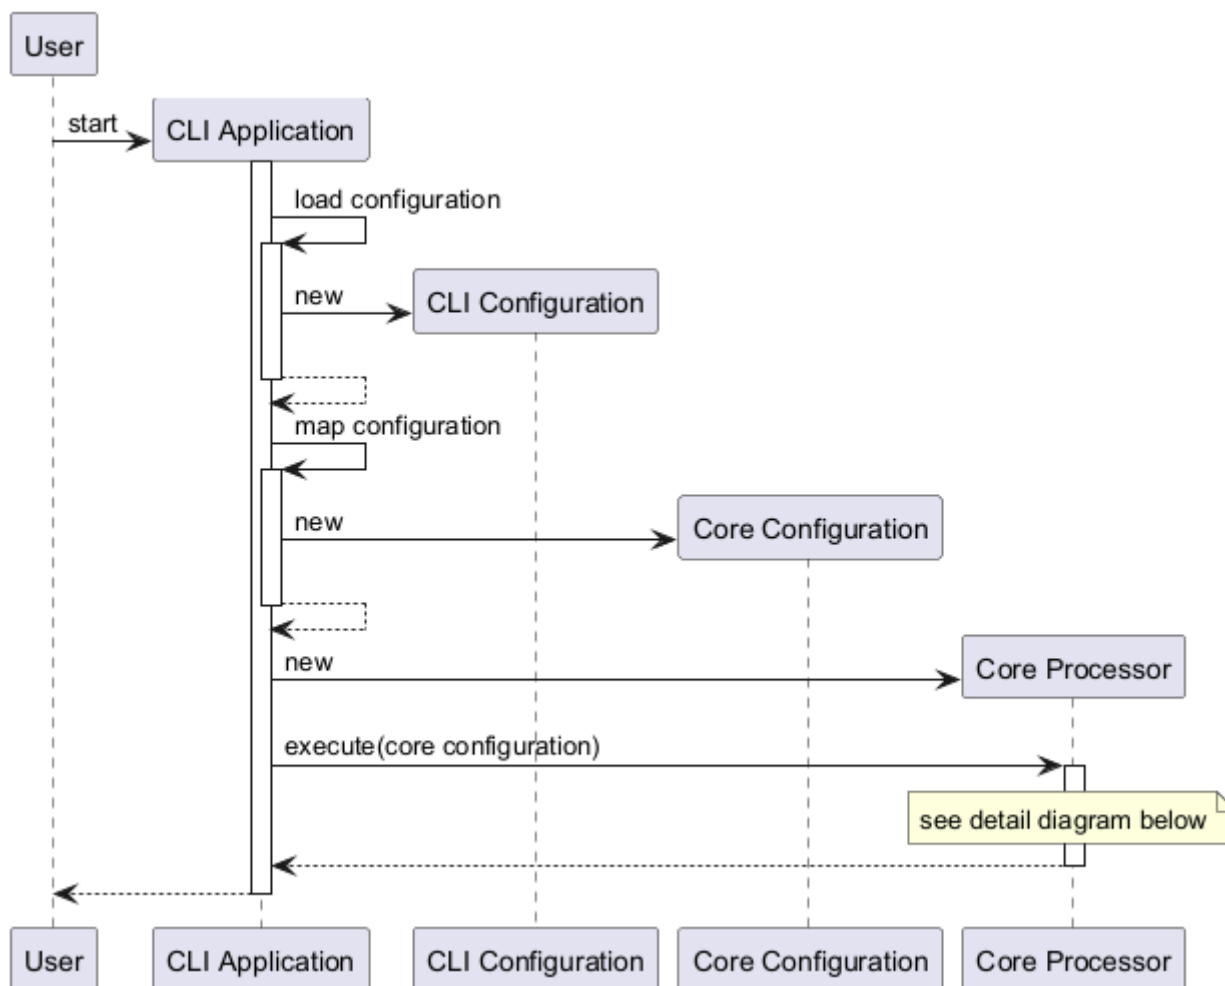 User
CLI Application
start
load configuration
new
CLI Configuration
map configuration
new
Core Configuration
new
Core Processor
execute(core configuration)
see detail diagram below
User
CLI Application
CLI Configuration
Core Configuration
Core Processor